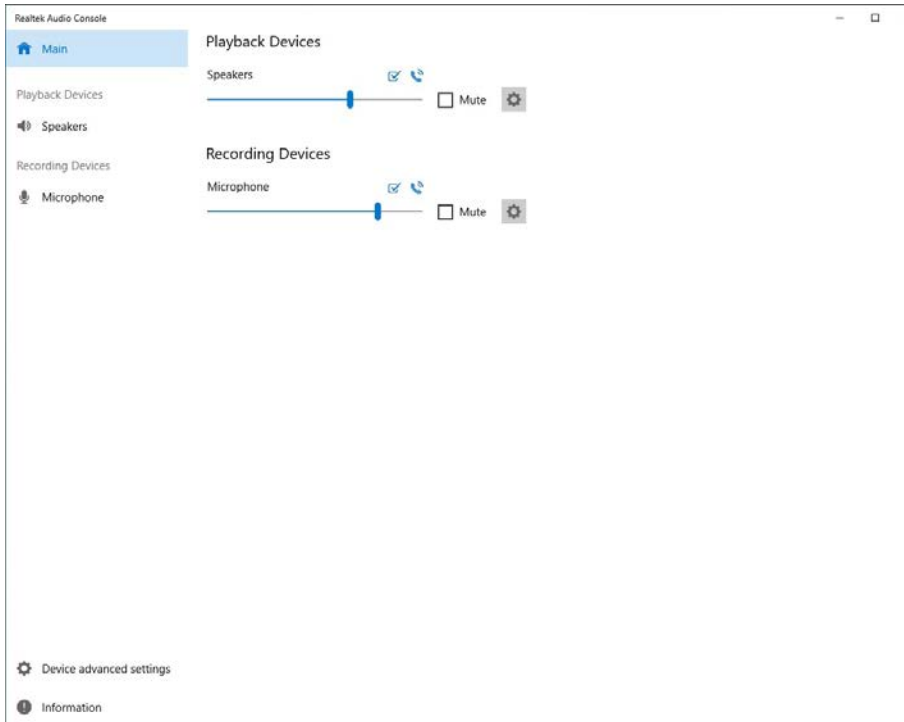 Realtek Audio Console
Main
Playback Devices
Speakers
Recording Devices
Microphone
Device advanced settings
Information
Playback Devices
Speakers
Mute
Recording Devices
Microphone
Mute